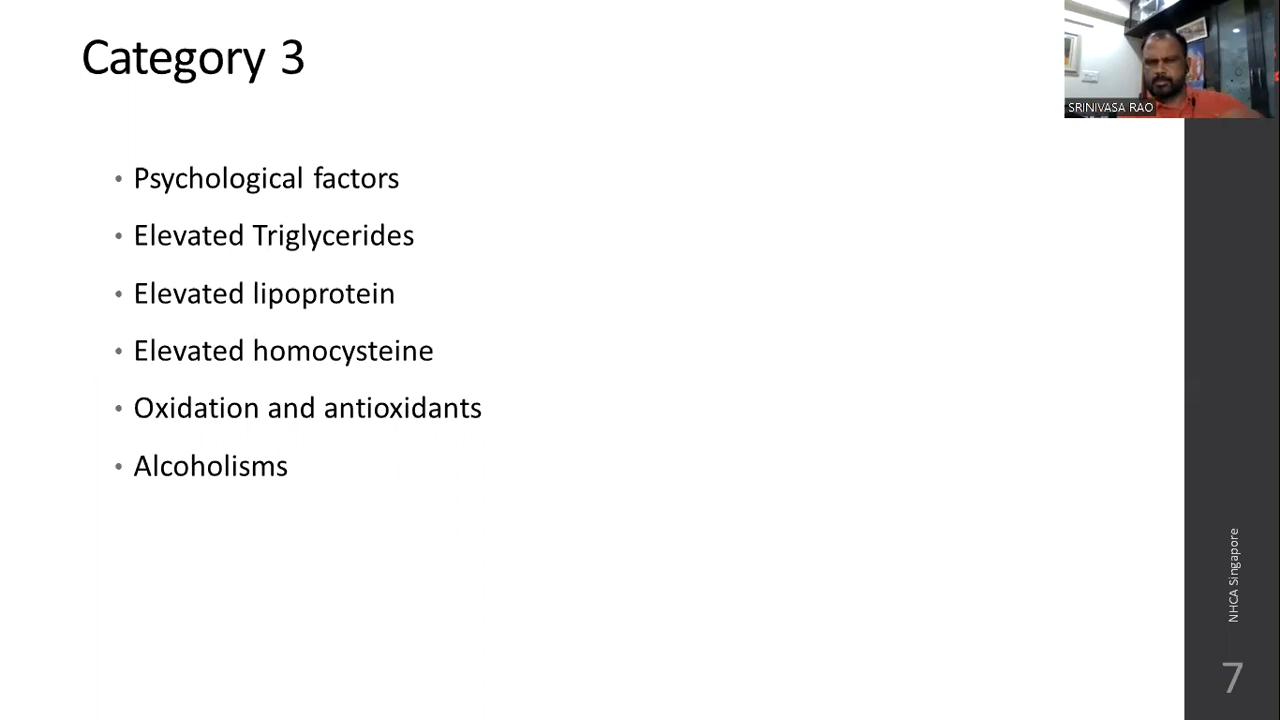 Category 3
SRINIVASA RAO
• Psychological factors
• Elevated Triglycerides
• Elevated lipoprotein
• Elevated homocysteine
• Oxidation and antioxidants
• Alcoholisms
NHCA Singapore
7